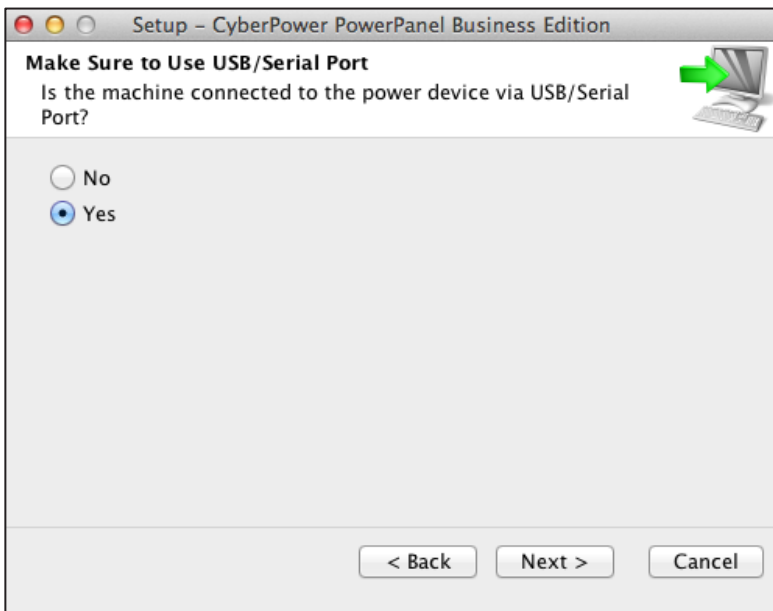 Setup – CyberPower PowerPanel Business Edition
Make Sure to Use USB/Serial Port
Is the machine connected to the power device via USB/Serial
Port?
No
Yes
< Back Next > Cancel